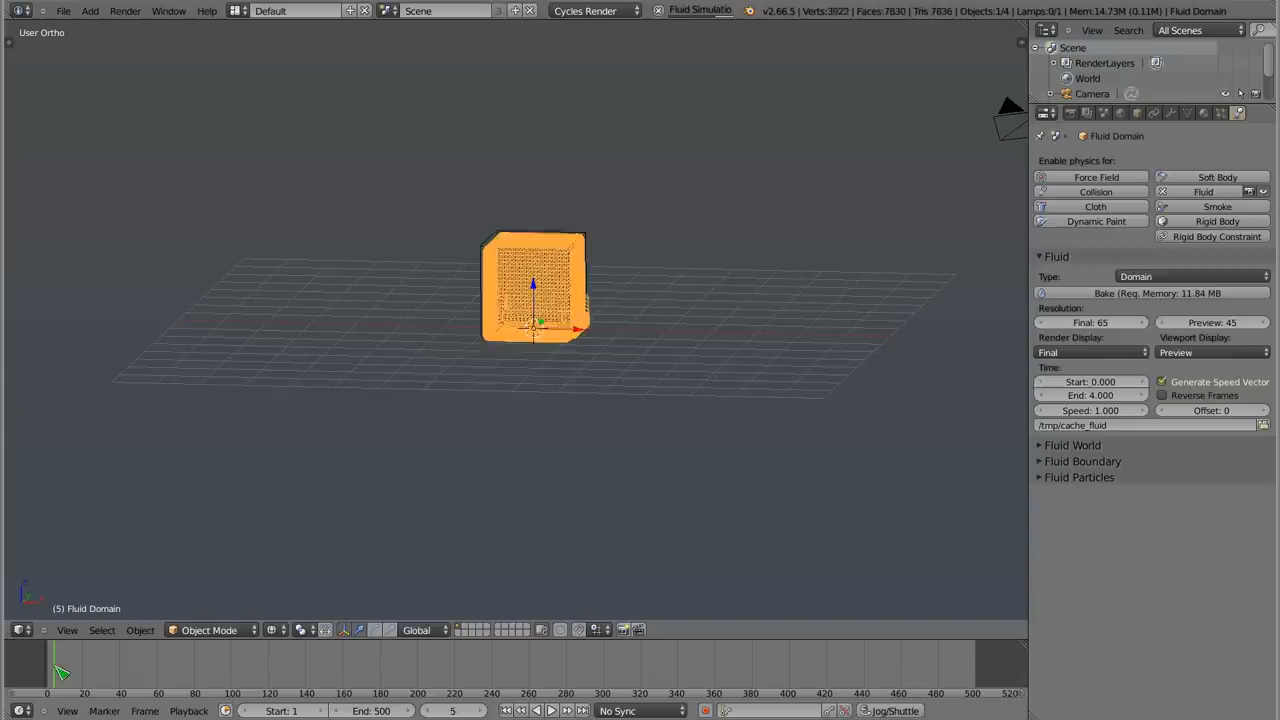 File Add Render Window Help Default Scene 3 Cycles Render Fluid Simulatio v2.66.5 | Verts:3922 | Faces:7830 | Tris 7836 | Objects:1/4 | Lamps:0/1 | Mem:14.73M (0.11M) | Fluid Domain
User Ortho
View Search All Scenes
Scene
RenderLayers
World
Camera
Fluid Domain
Enable physics for:
Force Field Soft Body
Collision Fluid
Cloth Smoke
Dynamic Paint Rigid Body
Rigid Body Constraint
Fluid
Type: Domain
Bake (Req. Memory: 11.84 MB
Resolution:
Final: 65 Preview: 45
Render Display: Viewport Display:
Final Preview
Time:
Start: 0.000 Generate Speed Vector
End: 4.000 Reverse Frames
Speed: 1.000 Offset: 0
/tmp/cache_fluid
Fluid World
Fluid Boundary
Fluid Particles
(5) Fluid Domain
View Select Object Object Mode Global
0 20 40 60 80 100 120 140 160 180 200 220 240 260 280 300 320 340 360 380 400 420 440 460 480 500 520
View Marker Frame Playback Start: 1 End: 500 5 No Sync Jog/Shuttle